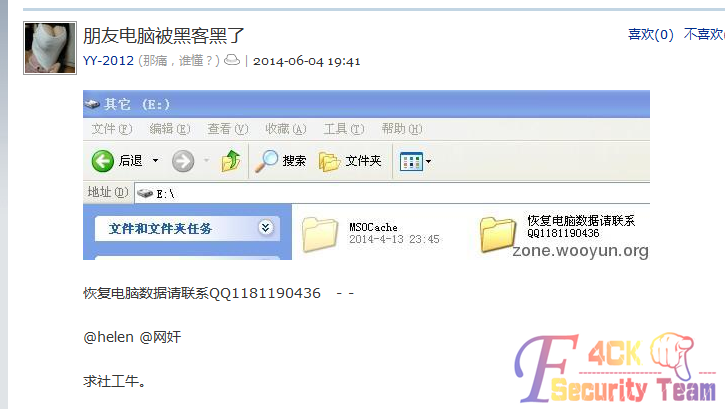 朋友电脑被黑客黑了
喜欢(0) 不喜欢
YY-2012 (那痛，谁懂？) | 2014-06-04 19:41
其它 (E:)
文件(F) 编辑(E) 查看(V) 收藏(A) 工具(T) 帮助(H)
后退 搜索 文件夹
地址(D) E:\
文件和文件夹任务
MSOCache
2014-4-13 23:45
恢复电脑数据请联系
QQ1181190436
zone.wooyun.org
恢复电脑数据请联系QQ1181190436 - -
@helen @网奸
求社工牛。
F4CK
Security Team